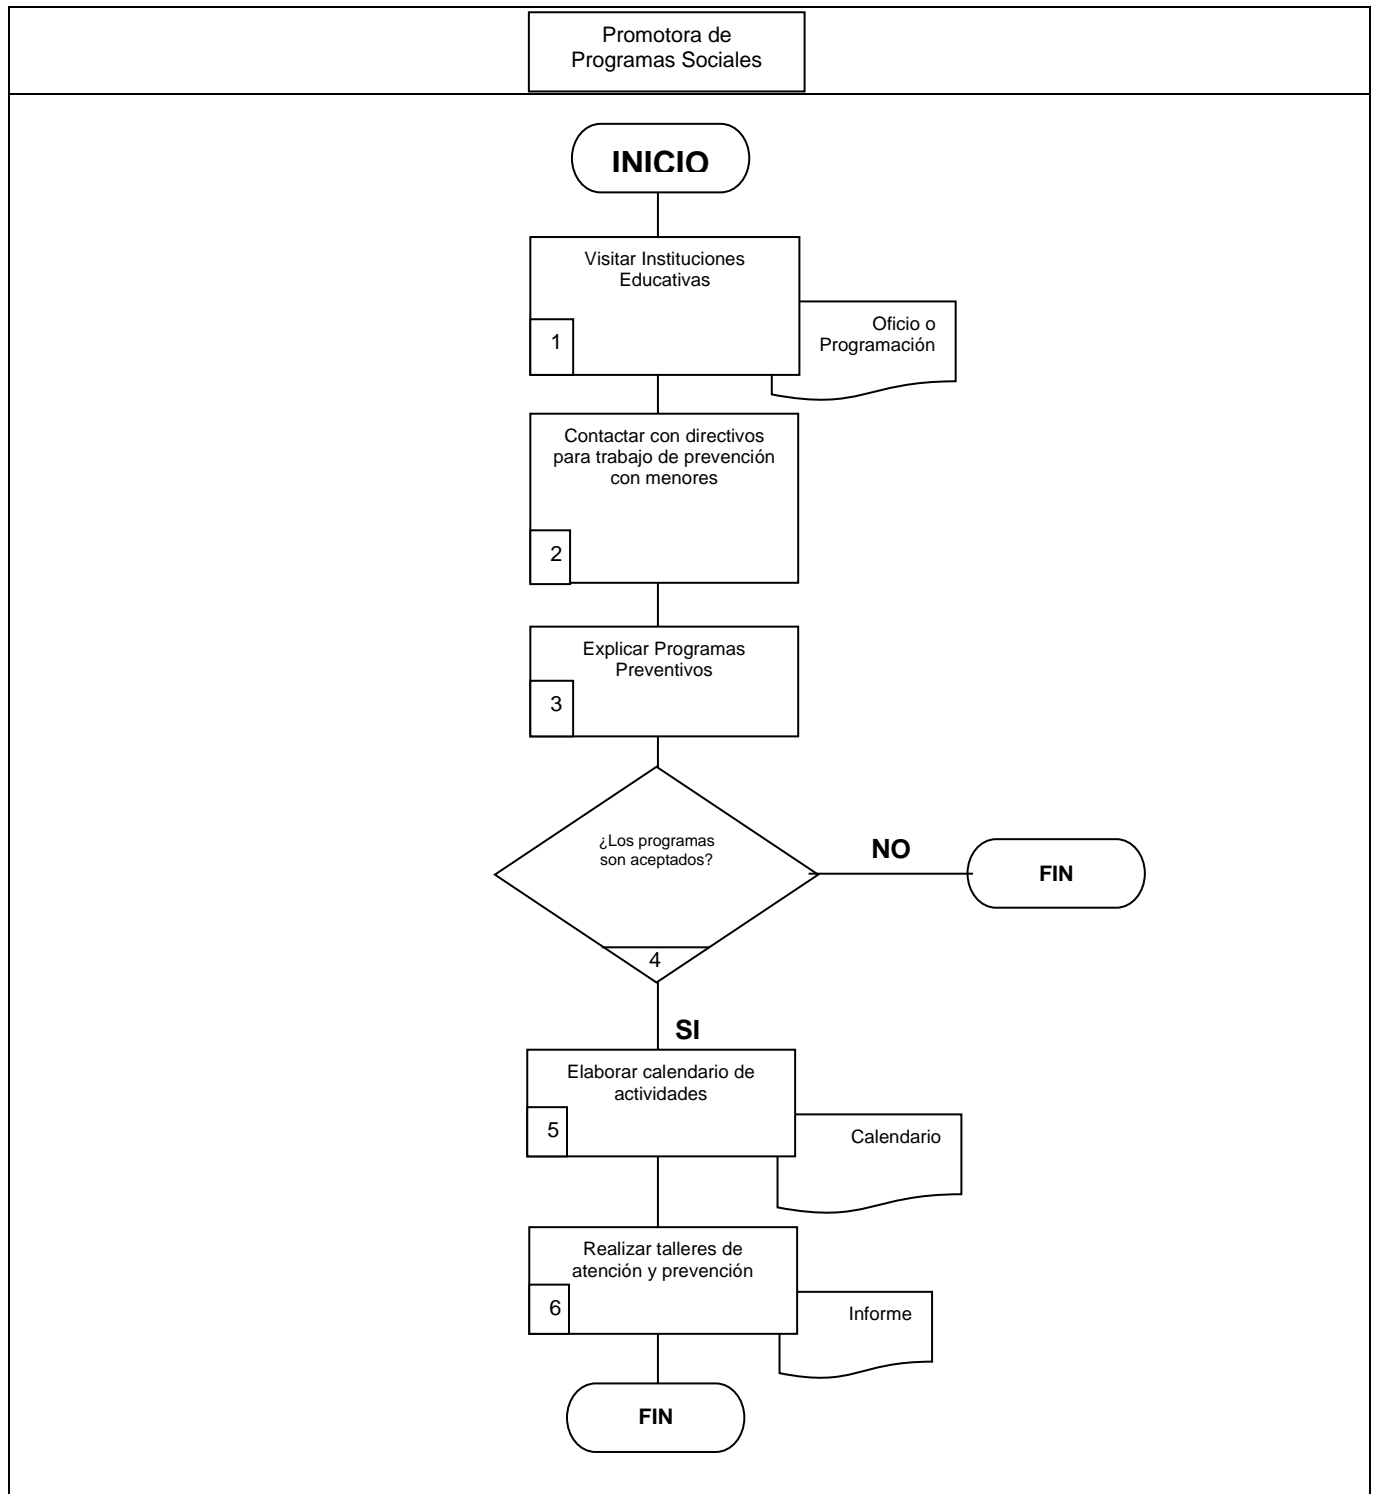 Promotora de
Programas Sociales
INICIO
Visitar Instituciones
Educativas
1
Oficio o
Programación
Contactar con directivos
para trabajo de prevención
con menores
2
Explicar Programas
Preventivos
3
¿Los programas
son aceptados?
4
NO
FIN
SI
Elaborar calendario de
actividades
5
Calendario
Realizar talleres de
atención y prevención
6
Informe
FIN